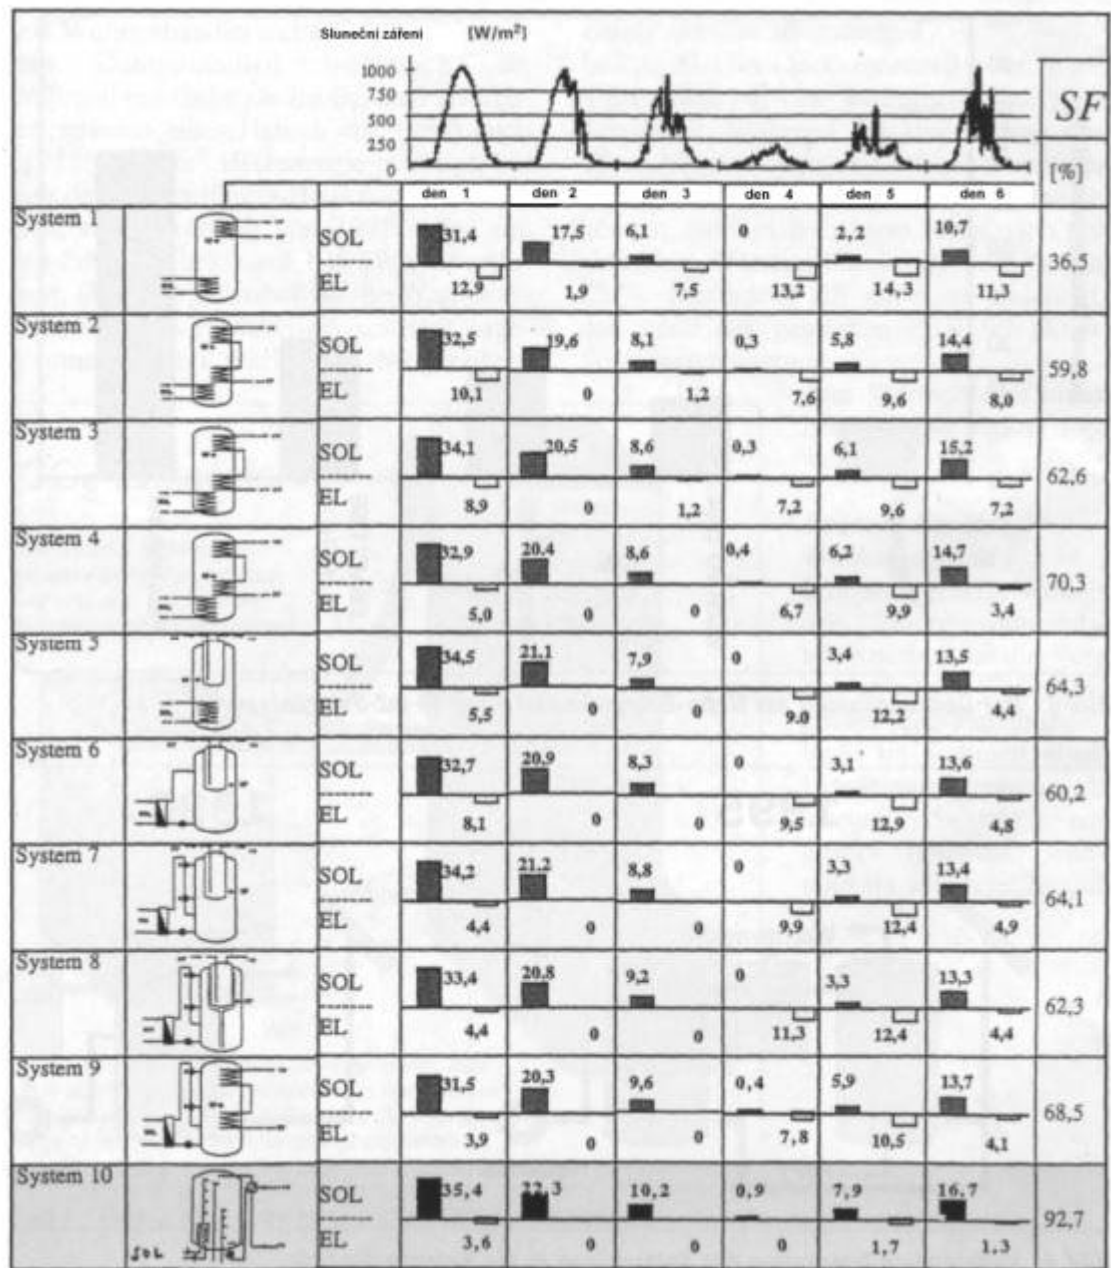 Sluneční záření [W/m²]
1000
750
500
250
0
SF
[%]
den 1 den 2 den 3 den 4 den 5 den 6
System 1
SOL 31,4 17,5 6,1 0 2,2 10,7
36,5
EL 12,9 1,9 7,5 13,2 14,3 11,3
System 2
SOL 32,5 19,6 8,1 0,3 5,8 14,4
59,8
EL 10,1 0 1,2 7,6 9,6 8,0
System 3
SOL 34,1 20,5 8,6 0,3 6,1 15,2
62,6
EL 8,9 0 1,2 7,2 9,6 7,2
System 4
SOL 32,9 20,4 8,6 0,4 6,2 14,7
70,3
EL 5,0 0 0 6,7 9,9 3,4
System 5
SOL 34,5 21.1 7,9 0 3,4 13,5
64,3
EL 5,5 0 0 9.0 12,2 4,4
System 6
SOL 32,7 20,9 8,3 0 3,1 13,6
60,2
EL 8,1 0 0 9,5 12,9 4,8
System 7
SOL 34,2 21,2 8,8 0 3,3 13,4
64,1
EL 4,4 0 0 9,9 12,4 4,9
System 8
SOL 33,4 20,8 9,2 0 3,3 13,3
62,3
EL 4,4 0 0 11,3 12,4 4,4
System 9
SOL 31,5 20,3 9,6 0,4 5,9 13,7
68,5
EL 3,9 0 0 7,8 10,5 4,1
System 10
SOL 35,4 22,3 10,2 0,9 7,9 16,7
92,7
EL 3,6 0 0 0 1,7 1,3
SOL